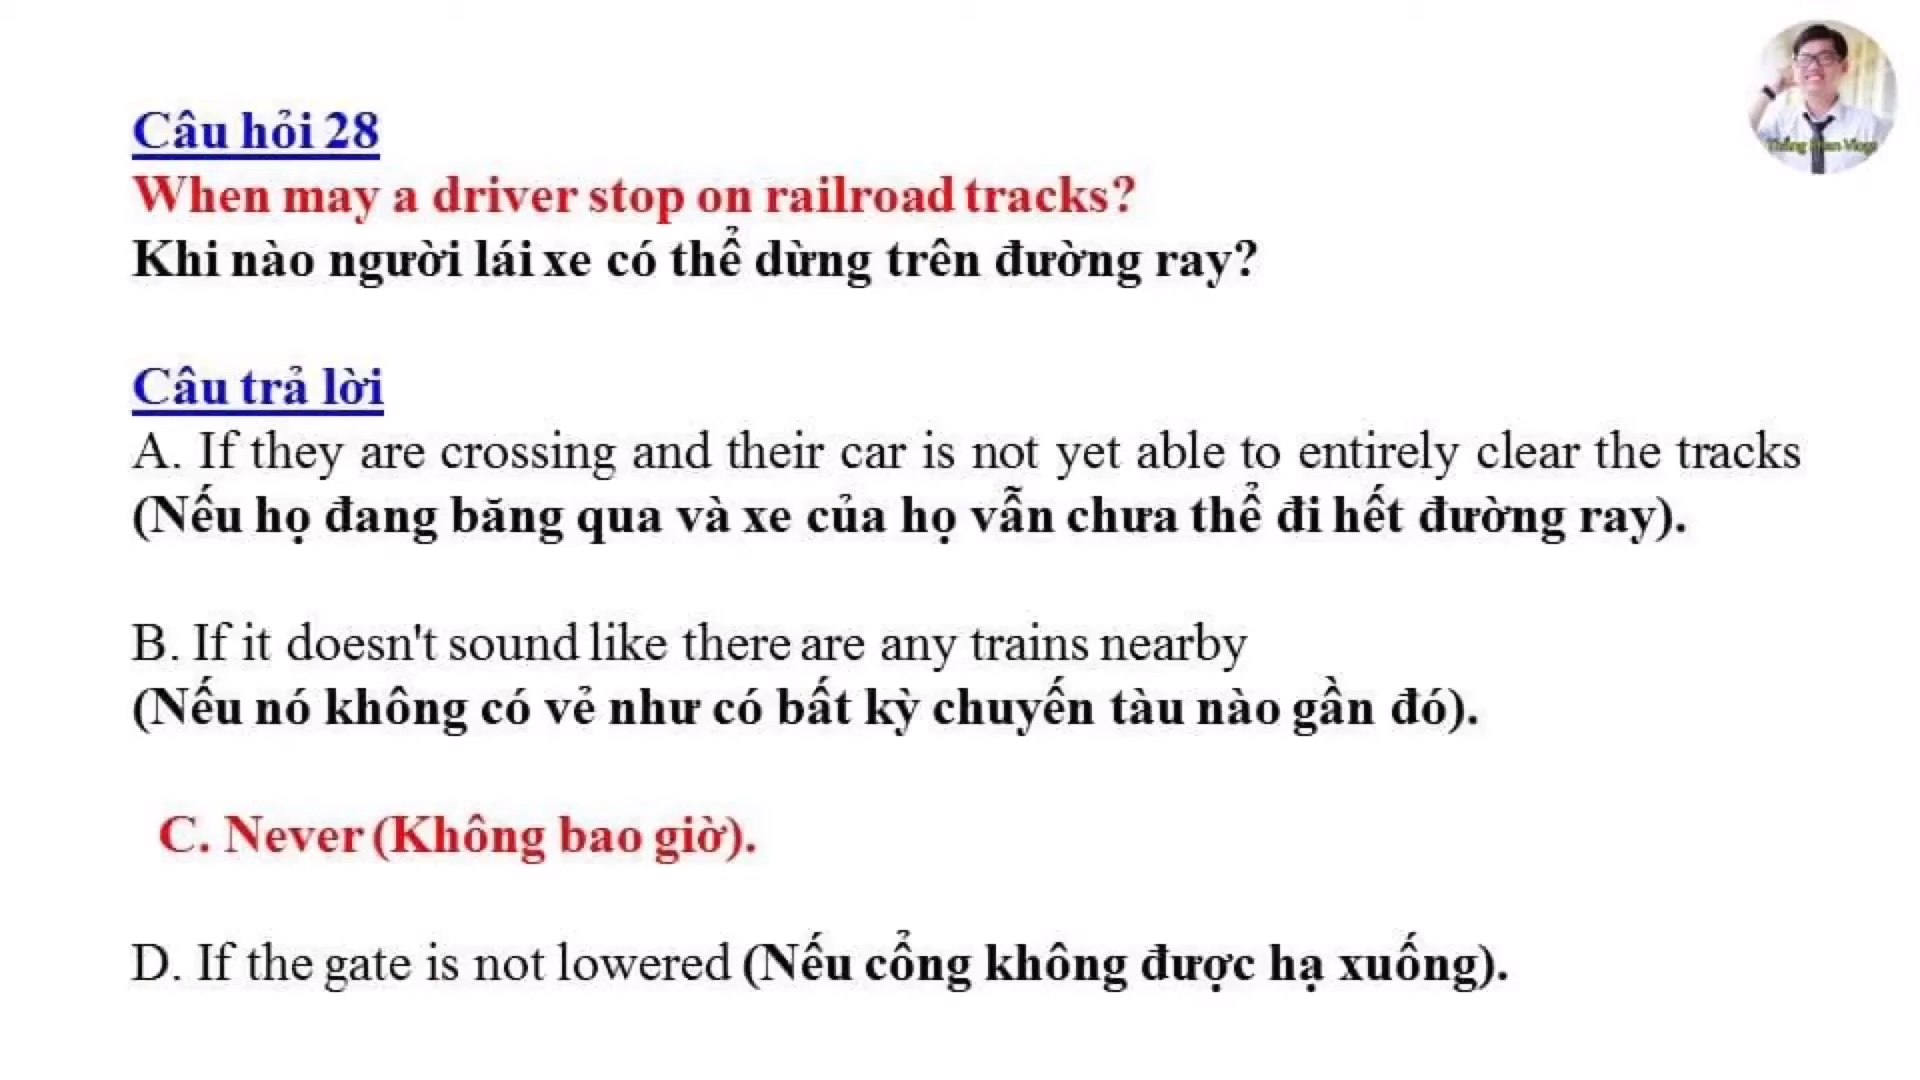 Câu hỏi 28
When may a driver stop on railroad tracks?
Khi nào người lái xe có thể dừng trên đường ray?
Câu trả lời
A. If they are crossing and their car is not yet able to entirely clear the tracks
(Nếu họ đang băng qua và xe của họ vẫn chưa thể đi hết đường ray).
B. If it doesn't sound like there are any trains nearby
(Nếu nó không có vẻ như có bất kỳ chuyến tàu nào gần đó).
C. Never (Không bao giờ).
D. If the gate is not lowered (Nếu cổng không được hạ xuống).